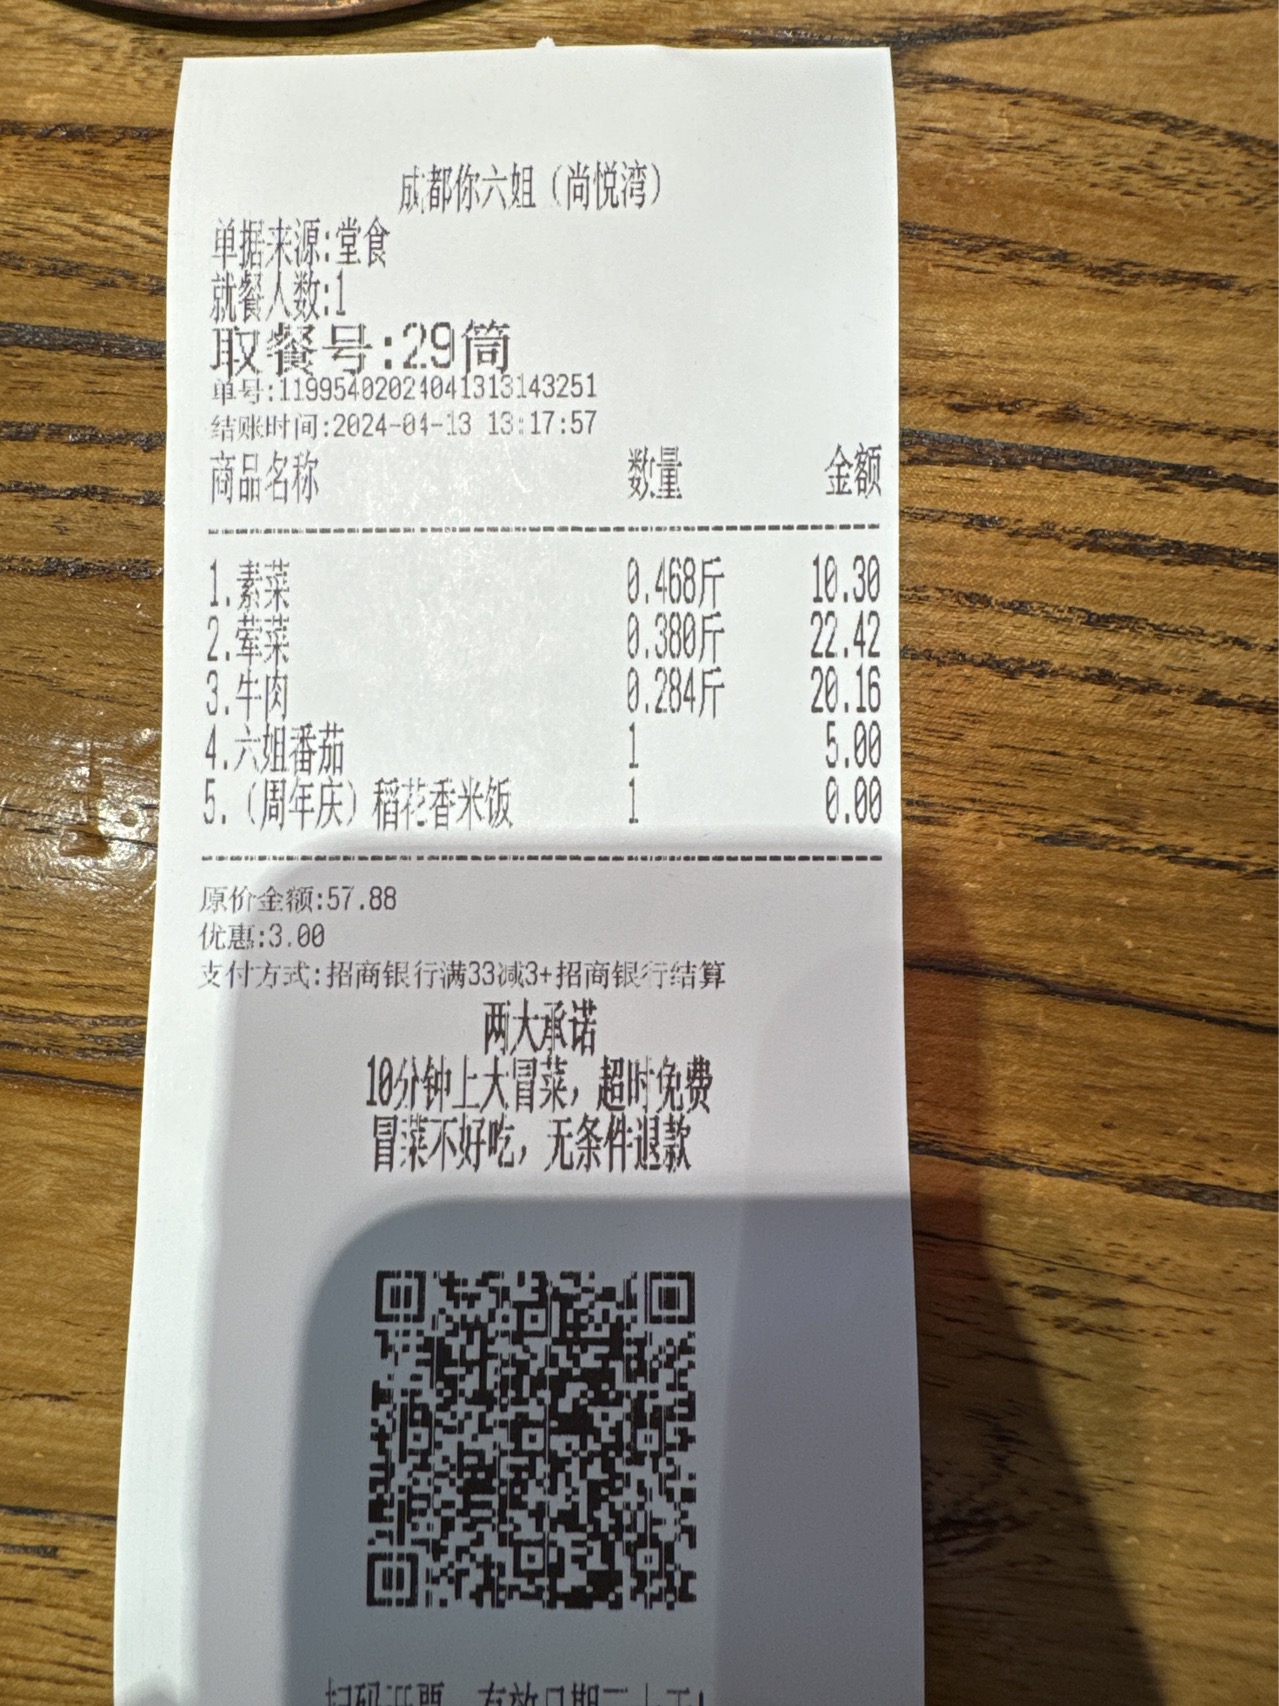 成都你六姐（尚悦湾）
单据来源:堂食
就餐人数:1
取餐号:29筒
单号:11995402024041313143251
结账时间:2024-04-13 13:17:57
商品名称 数量 金额
1.素菜 0.468斤 10.30
2.荤菜 0.380斤 22.42
3.牛肉 0.284斤 20.16
4.六姐番茄 1 5.00
5.（周年庆）稻花香米饭 1 0.00
原价金额:57.88
优惠:3.00
支付方式:招商银行满33减3+招商银行结算
两大承诺
10分钟上大冒菜，超时免费
冒菜不好吃，无条件退款